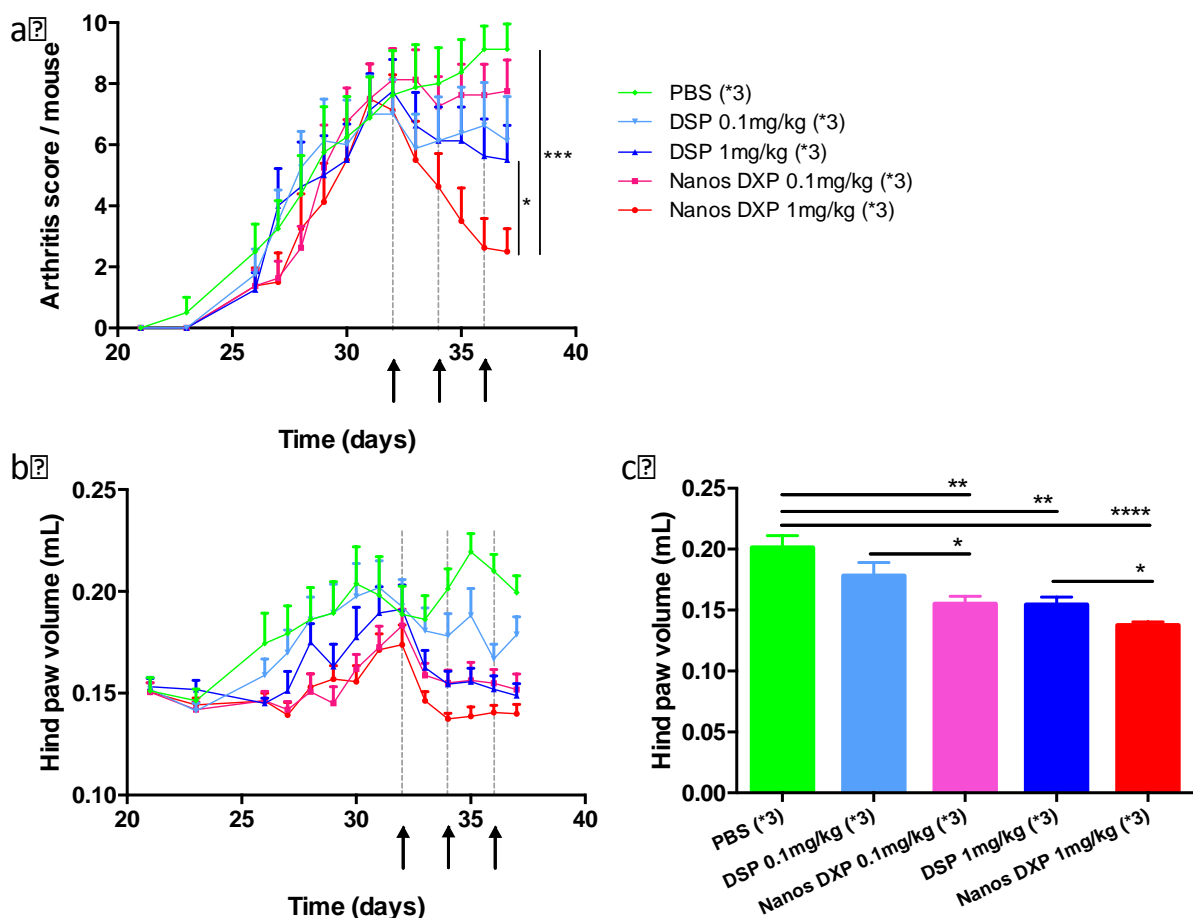 a⍰
10
8
6
4
2
0
Arthritis score / mouse
20 25 30 35 40
Time (days)
***
*
PBS (*3)
DSP 0.1mg/kg (*3)
DSP 1mg/kg (*3)
Nanos DXP 0.1mg/kg (*3)
Nanos DXP 1mg/kg (*3)
b⍰
0.25
0.20
0.15
0.10
Hind paw volume (mL)
20 25 30 35 40
Time (days)
c⍰
0.25
0.20
0.15
0.10
0.05
0.00
Hind paw volume (mL)
**
**
****
*
*
PBS (*3)
DSP 0.1mg/kg (*3)
Nanos DXP 0.1mg/kg (*3)
DSP 1mg/kg (*3)
Nanos DXP 1mg/kg (*3)